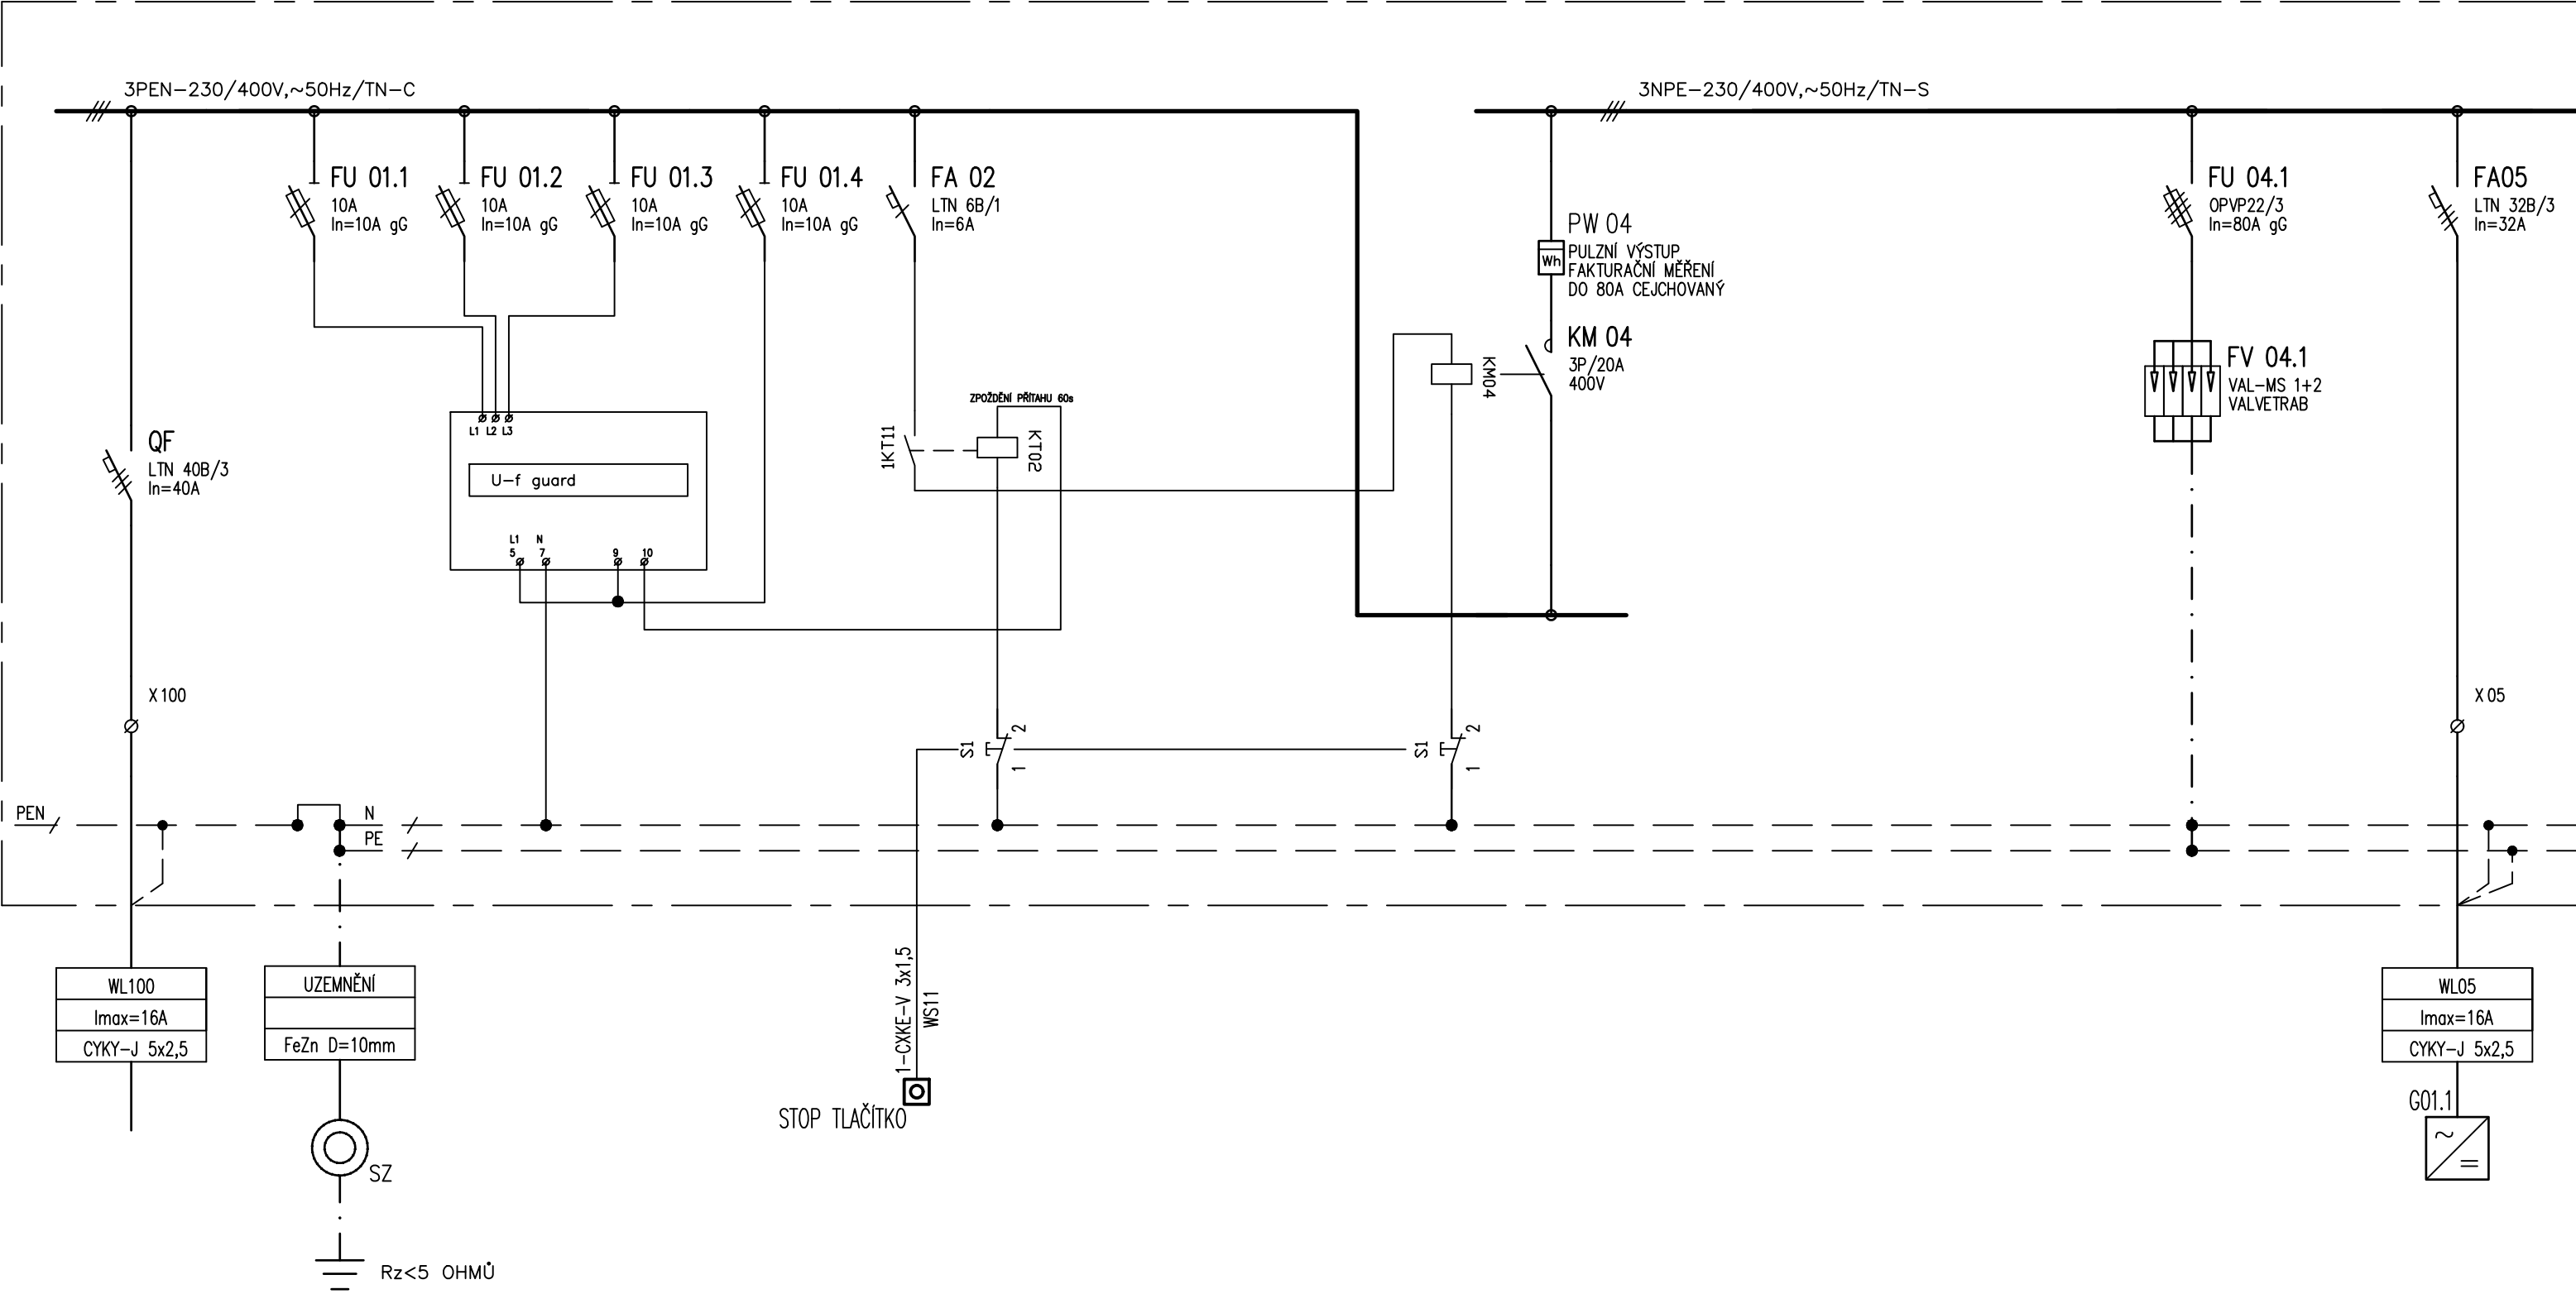 3PEN-230/400V,~50Hz/TN-C
3NPE-230/400V,~50Hz/TN-S
FU 01.1
10A
In=10A gG
FU 01.2
10A
In=10A gG
FU 01.3
10A
In=10A gG
FU 01.4
10A
In=10A gG
FA 02
LTN 6B/1
In=6A
PW 04
Wh
PULZNÍ VÝSTUP
FAKTURAČNÍ MĚŘENÍ
DO 80A CEJCHOVANÝ
KM 04
3P/20A
400V
KM04
FU 04.1
OPVP22/3
In=80A gG
FV 04.1
VAL-MS 1+2
VALVETRAB
FA05
LTN 32B/3
In=32A
QF
LTN 40B/3
In=40A
L1 L2 L3
U-f guard
L1 N
5 7 9 10
ZPOŽDĚNÍ PŘÍTAHU 60s
1KT11
KT02
X100
X05
S1
2
1
S1
2
1
PEN
N
PE
WL100
Imax=16A
CYKY-J 5x2,5
UZEMNĚNÍ
FeZn D=10mm
SZ
Rz<5 OHMŮ
1-CXKE-V 3x1,5
WS11
STOP TLAČÍTKO
WL05
Imax=16A
CYKY-J 5x2,5
G01.1
~
=